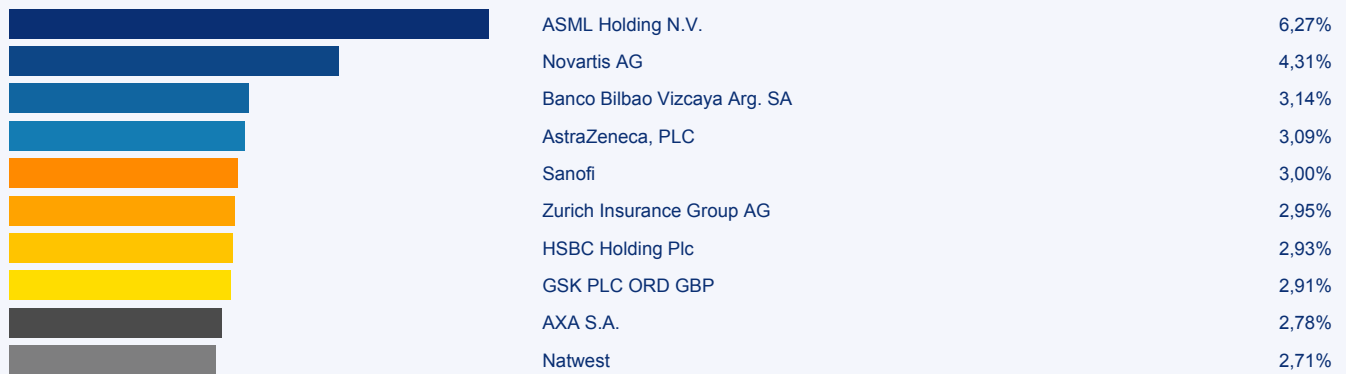 ASML Holding N.V. 6,27%
Novartis AG 4,31%
Banco Bilbao Vizcaya Arg. SA 3,14%
AstraZeneca, PLC 3,09%
Sanofi 3,00%
Zurich Insurance Group AG 2,95%
HSBC Holding Plc 2,93%
GSK PLC ORD GBP 2,91%
AXA S.A. 2,78%
Natwest 2,71%